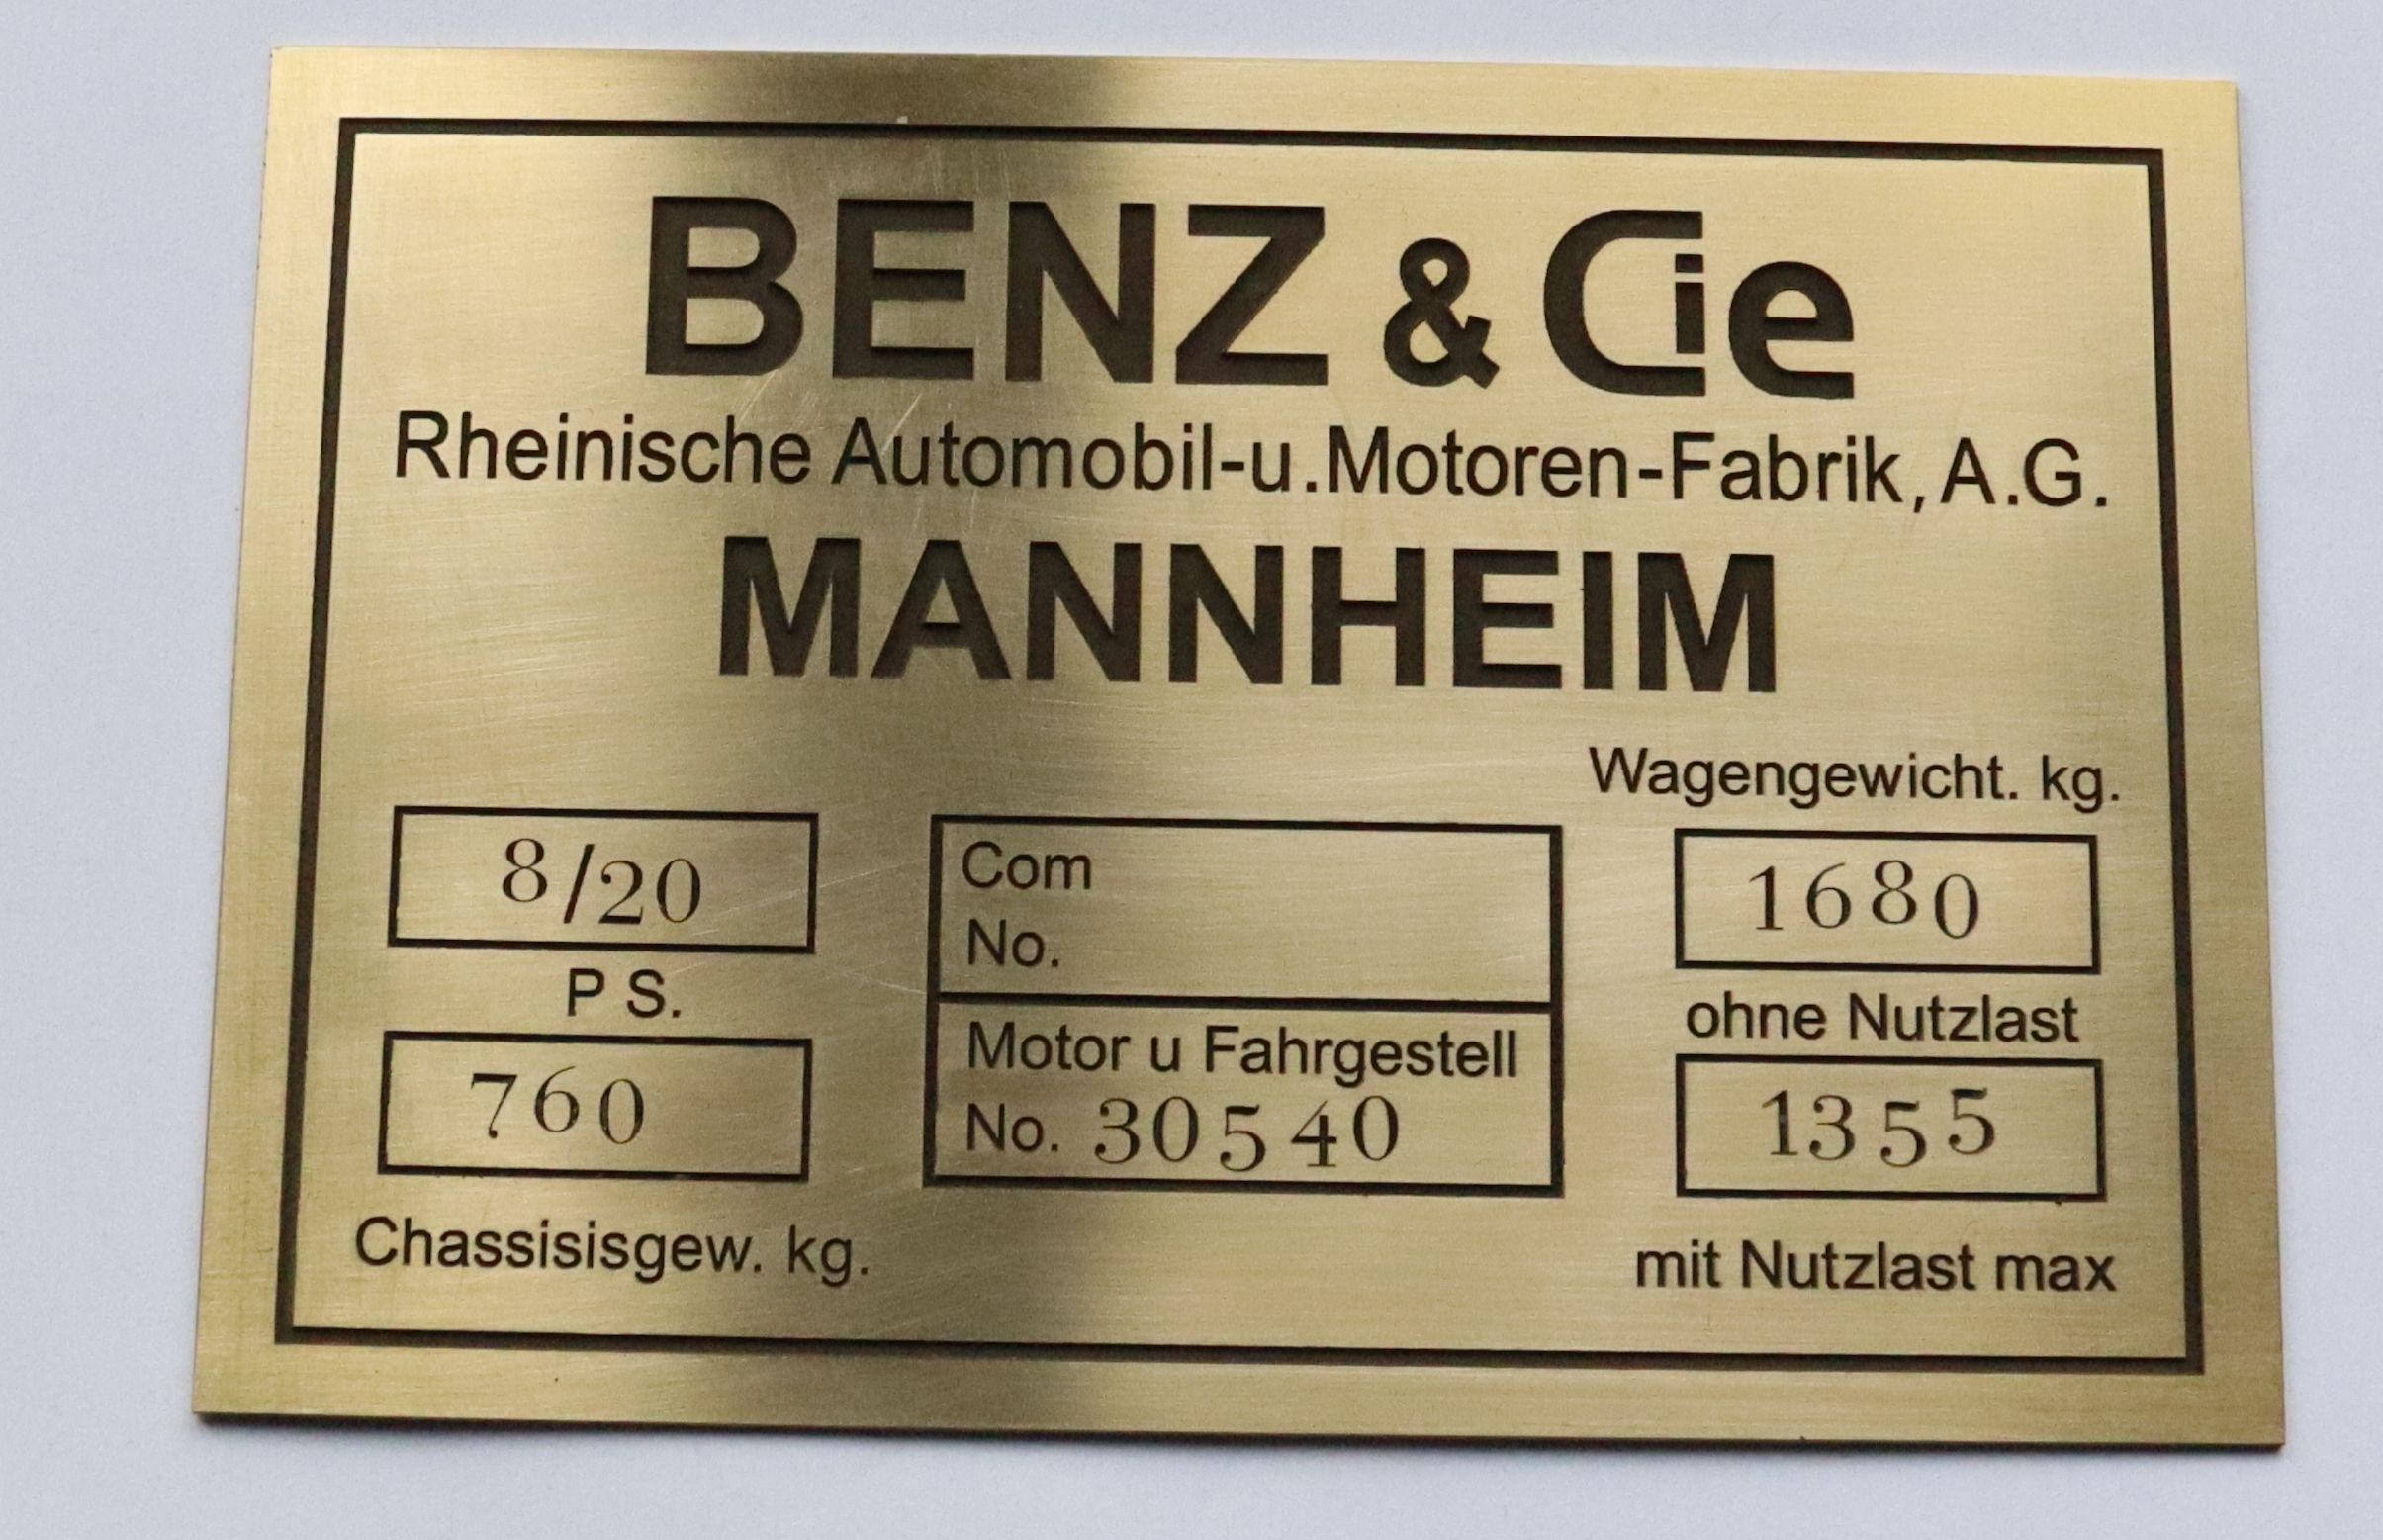 BENZ & Cie
Rheinische Automobil-u.Motoren-Fabrik, A.G.
MANNHEIM
8/20
P S.
760
Chassisisgew. kg.
Com
No.
Motor u Fahrgestell
No. 30540
Wagengewicht. kg.
1680
ohne Nutzlast
1355
mit Nutzlast max